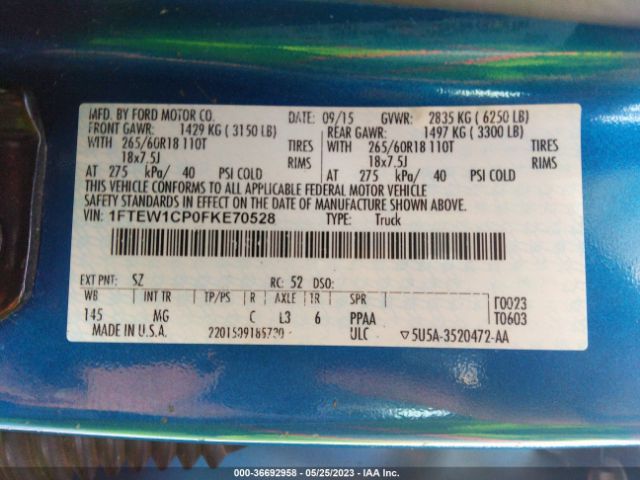 MFD. BY FORD MOTOR CO. DATE: 09/15 GVWR: 2835 KG ( 6250 LB)
FRONT GAWR: 1429 KG ( 3150 LB) REAR GAWR: 1497 KG ( 3300 LB)
WITH 265/60R18 110T TIRES WITH 265/60R18 110T TIRES
18x7.5J RIMS 18x7.5J RIMS
AT 275 kPa/ 40 PSI COLD AT 275 kPa/ 40 PSI COLD
THIS VEHICLE CONFORMS TO ALL APPLICABLE FEDERAL MOTOR VEHICLE
SAFETY STANDARDS IN EFFECT ON THE DATE OF MANUFACTURE SHOWN ABOVE.
VIN: 1FTEW1CP0FKE70528 TYPE: Truck
EXT PNT: SZ RC: 52 DSO:
WB INT TR TP/PS R AXLE TR SPR T0023
145 MG C L3 6 PPAA T0603
MADE IN U.S.A. ULC ▽5U5A-3520472-AA
000-36692958 - 05/25/2023 - IAA Inc.